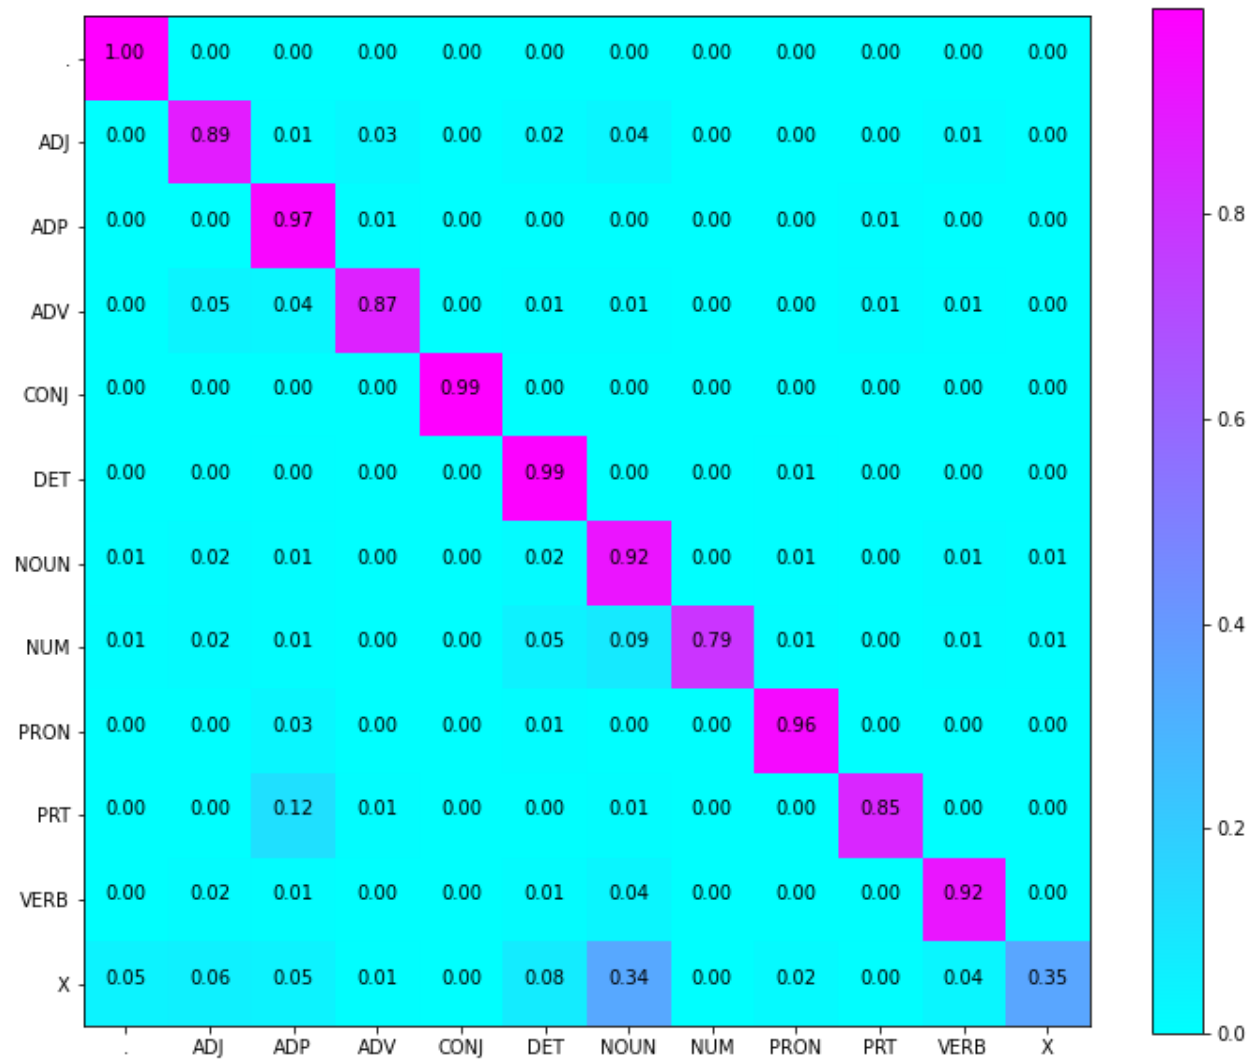 . 1.00 0.00 0.00 0.00 0.00 0.00 0.00 0.00 0.00 0.00 0.00 0.00
ADJ 0.00 0.89 0.01 0.03 0.00 0.02 0.04 0.00 0.00 0.00 0.01 0.00
ADP 0.00 0.00 0.97 0.01 0.00 0.00 0.00 0.00 0.00 0.01 0.00 0.00
0.8
ADV 0.00 0.05 0.04 0.87 0.00 0.01 0.01 0.00 0.00 0.01 0.01 0.00
CONJ 0.00 0.00 0.00 0.00 0.99 0.00 0.00 0.00 0.00 0.00 0.00 0.00
0.6
DET 0.00 0.00 0.00 0.00 0.00 0.99 0.00 0.00 0.01 0.00 0.00 0.00
NOUN 0.01 0.02 0.01 0.00 0.00 0.02 0.92 0.00 0.01 0.00 0.01 0.01
0.4
NUM 0.01 0.02 0.01 0.00 0.00 0.05 0.09 0.79 0.01 0.00 0.01 0.01
PRON 0.00 0.00 0.03 0.00 0.00 0.01 0.00 0.00 0.96 0.00 0.00 0.00
PRT 0.00 0.00 0.12 0.01 0.00 0.00 0.01 0.00 0.00 0.85 0.00 0.00
0.2
VERB 0.00 0.02 0.01 0.00 0.00 0.01 0.04 0.00 0.00 0.00 0.92 0.00
X 0.05 0.06 0.05 0.01 0.00 0.08 0.34 0.00 0.02 0.00 0.04 0.35
0.0
. ADJ ADP ADV CONJ DET NOUN NUM PRON PRT VERB X